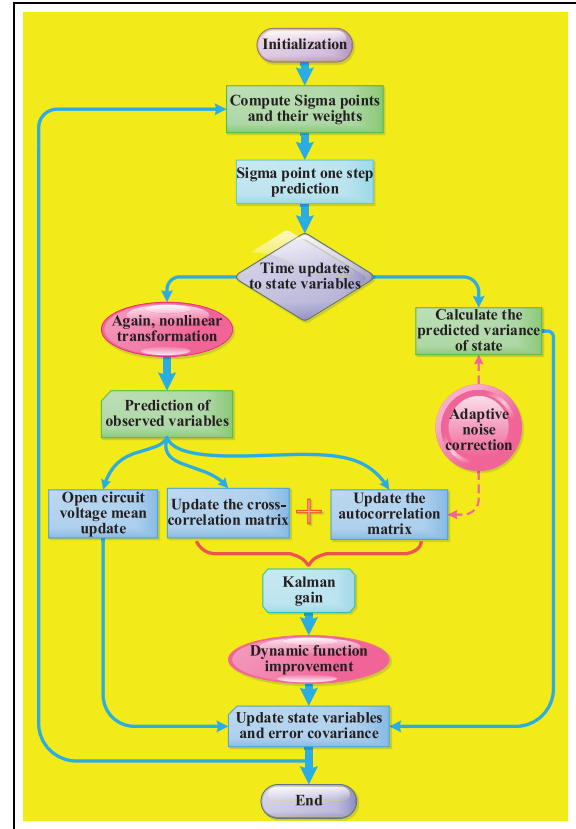 Initialization
Compute Sigma points
and their weights
Sigma point one step
prediction
Time updates
to state variables
Again, nonlinear
transformation
Calculate the
predicted variance
of state
Prediction of
observed variables
Adaptive
noise
correction
Open circuit
voltage mean
update
Update the cross-
correlation matrix
+
Update the
autocorrelation
matrix
Kalman
gain
Dynamic function
improvement
Update state variables
and error covariance
End